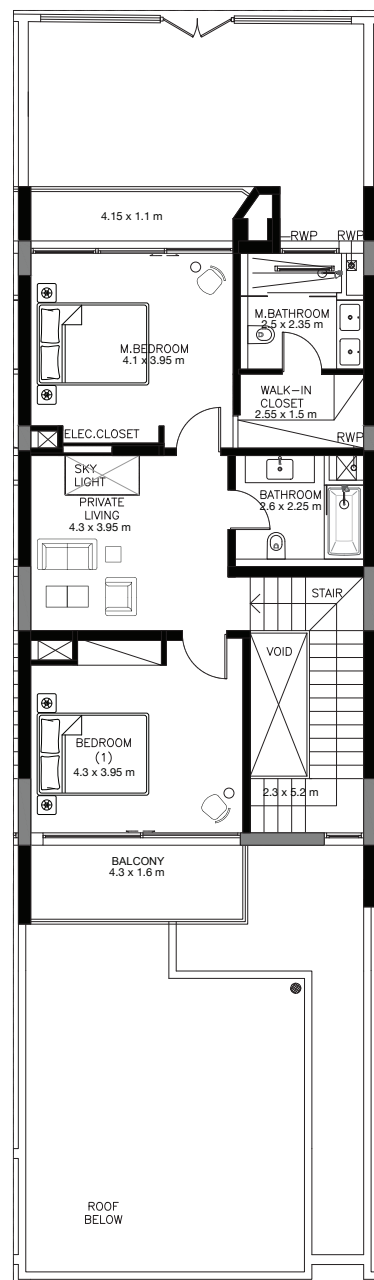 4.15 x 1.1 m
RWP
RWP
M.BATHROOM
2.5 x 2.35 m
M.BEDROOM
4.1 x 3.95 m
WALK-IN
CLOSET
2.55 x 1.5 m
ELEC.CLOSET
RWP
SKY
LIGHT
PRIVATE
LIVING
4.3 x 3.95 m
BATHROOM
2.6 x 2.25 m
STAIR
VOID
BEDROOM
(1)
4.3 x 3.95 m
2.3 x 5.2 m
BALCONY
4.3 x 1.6 m
ROOF
BELOW